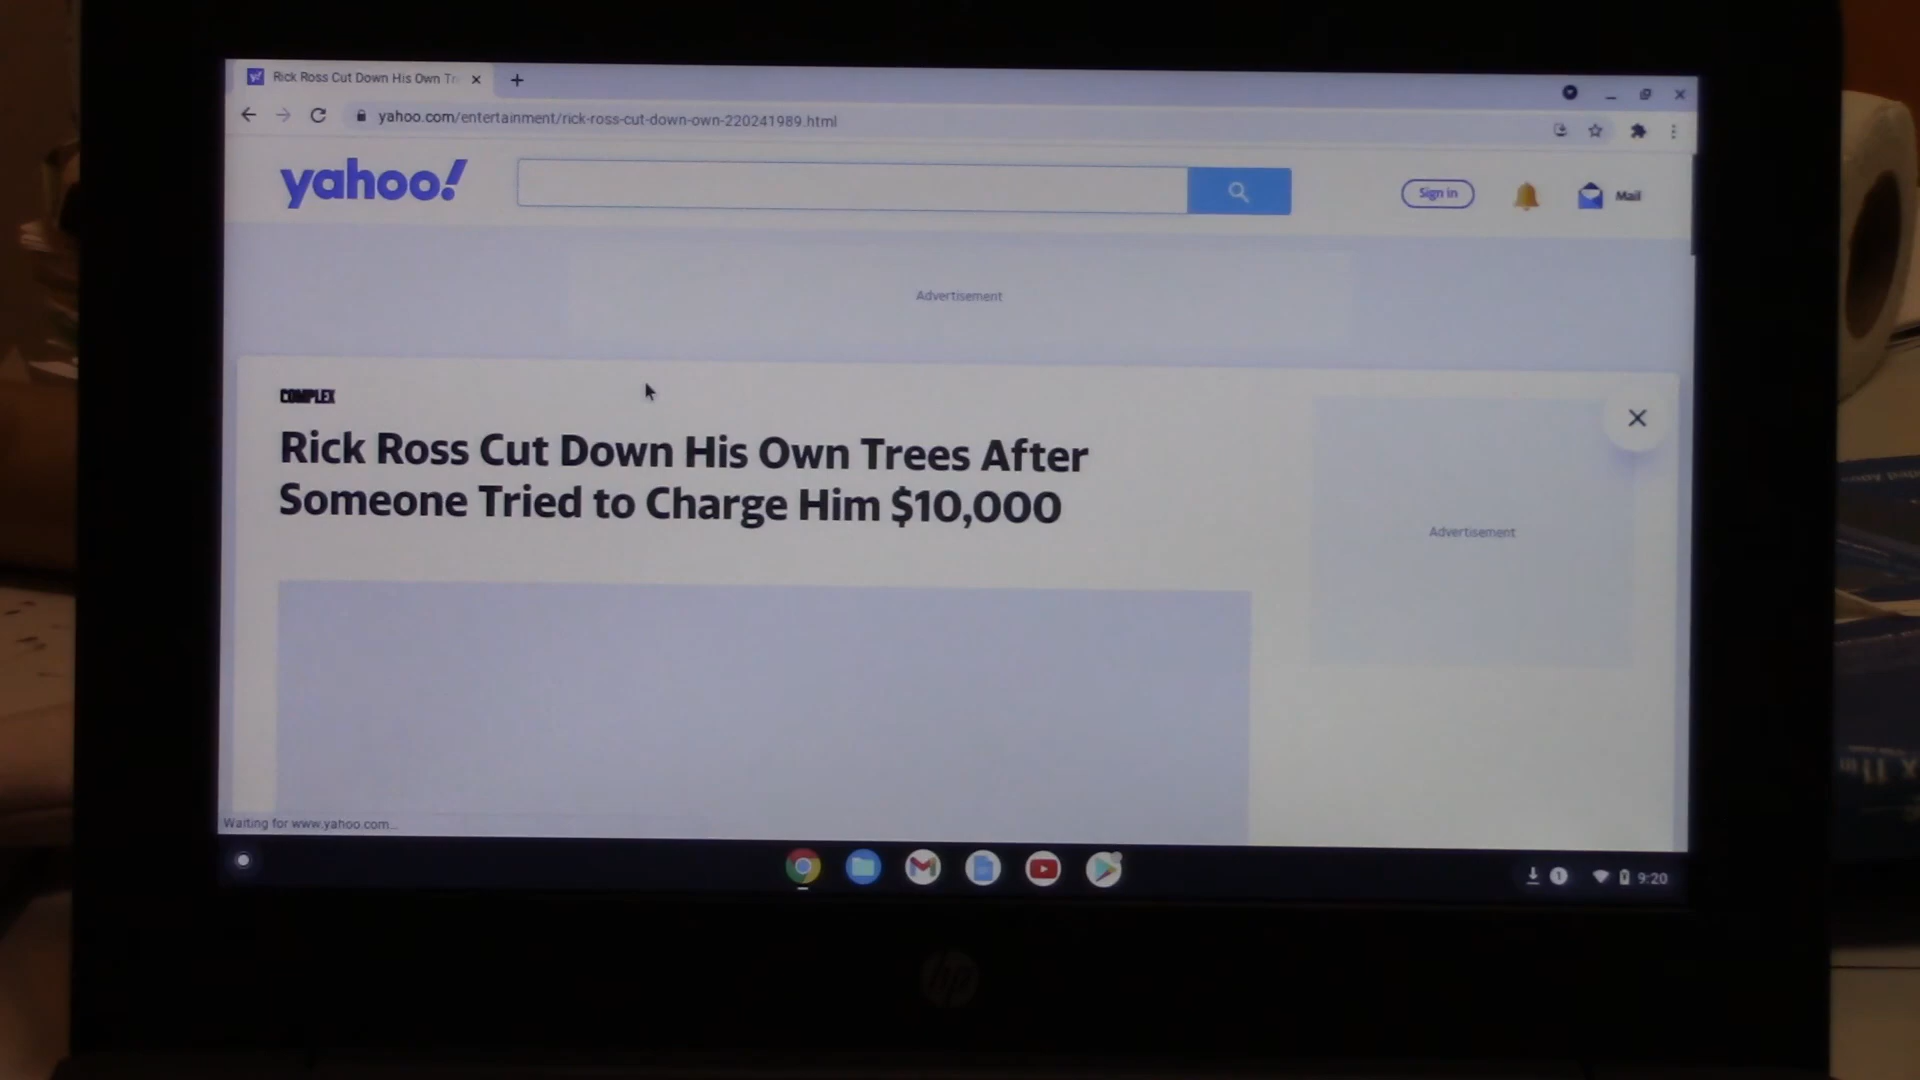 Rick Ross Cut Down His Own Tr
yahoo.com/entertainment/rick-ross-cut-down-own-220241989.html
yahoo!
Sign in
Mail
Advertisement
COMPLEX
Rick Ross Cut Down His Own Trees After
Someone Tried to Charge Him $10,000
Advertisement
Waiting for www.yahoo.com...
1
9:20
hp